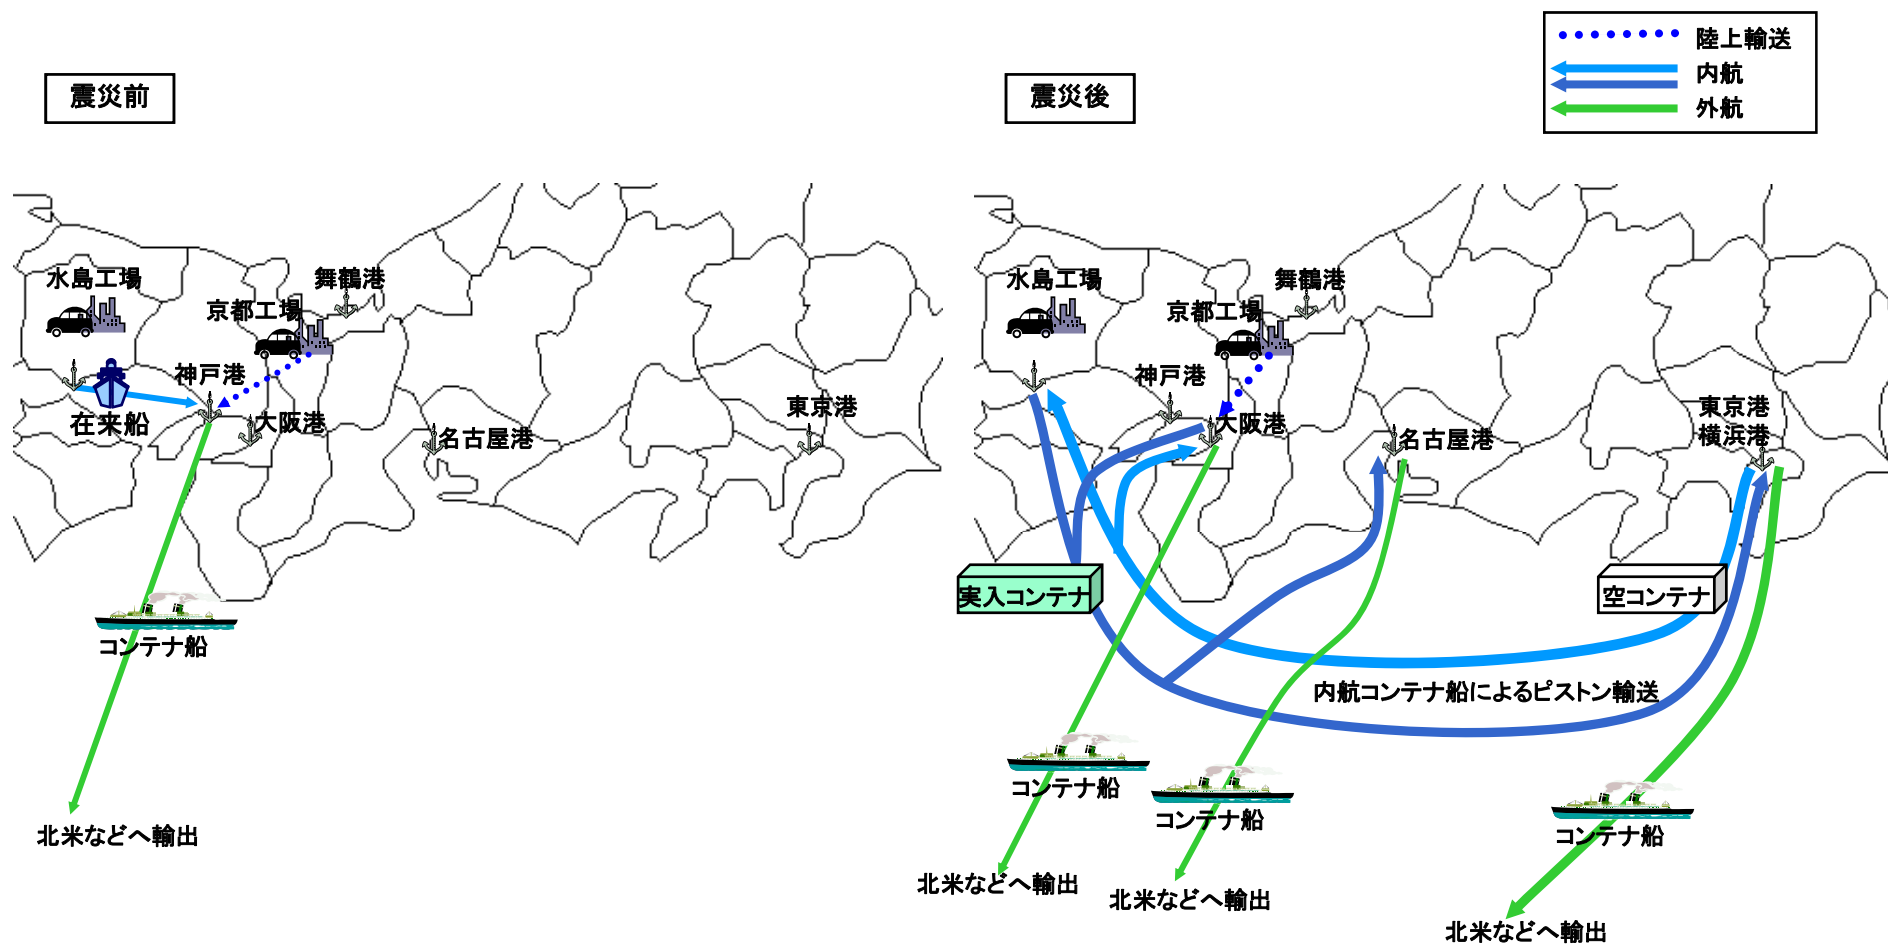 震災前
水島工場
舞鶴港
京都工場
神戸港
大阪港
在来船
名古屋港
東京港
コンテナ船
北米などへ輸出
震災後
陸上輸送
内航
外航
水島工場
舞鶴港
京都工場
神戸港
大阪港
名古屋港
東京港
横浜港
実入コンテナ
空コンテナ
内航コンテナ船によるピストン輸送
コンテナ船
コンテナ船
コンテナ船
北米などへ輸出
北米などへ輸出
北米などへ輸出